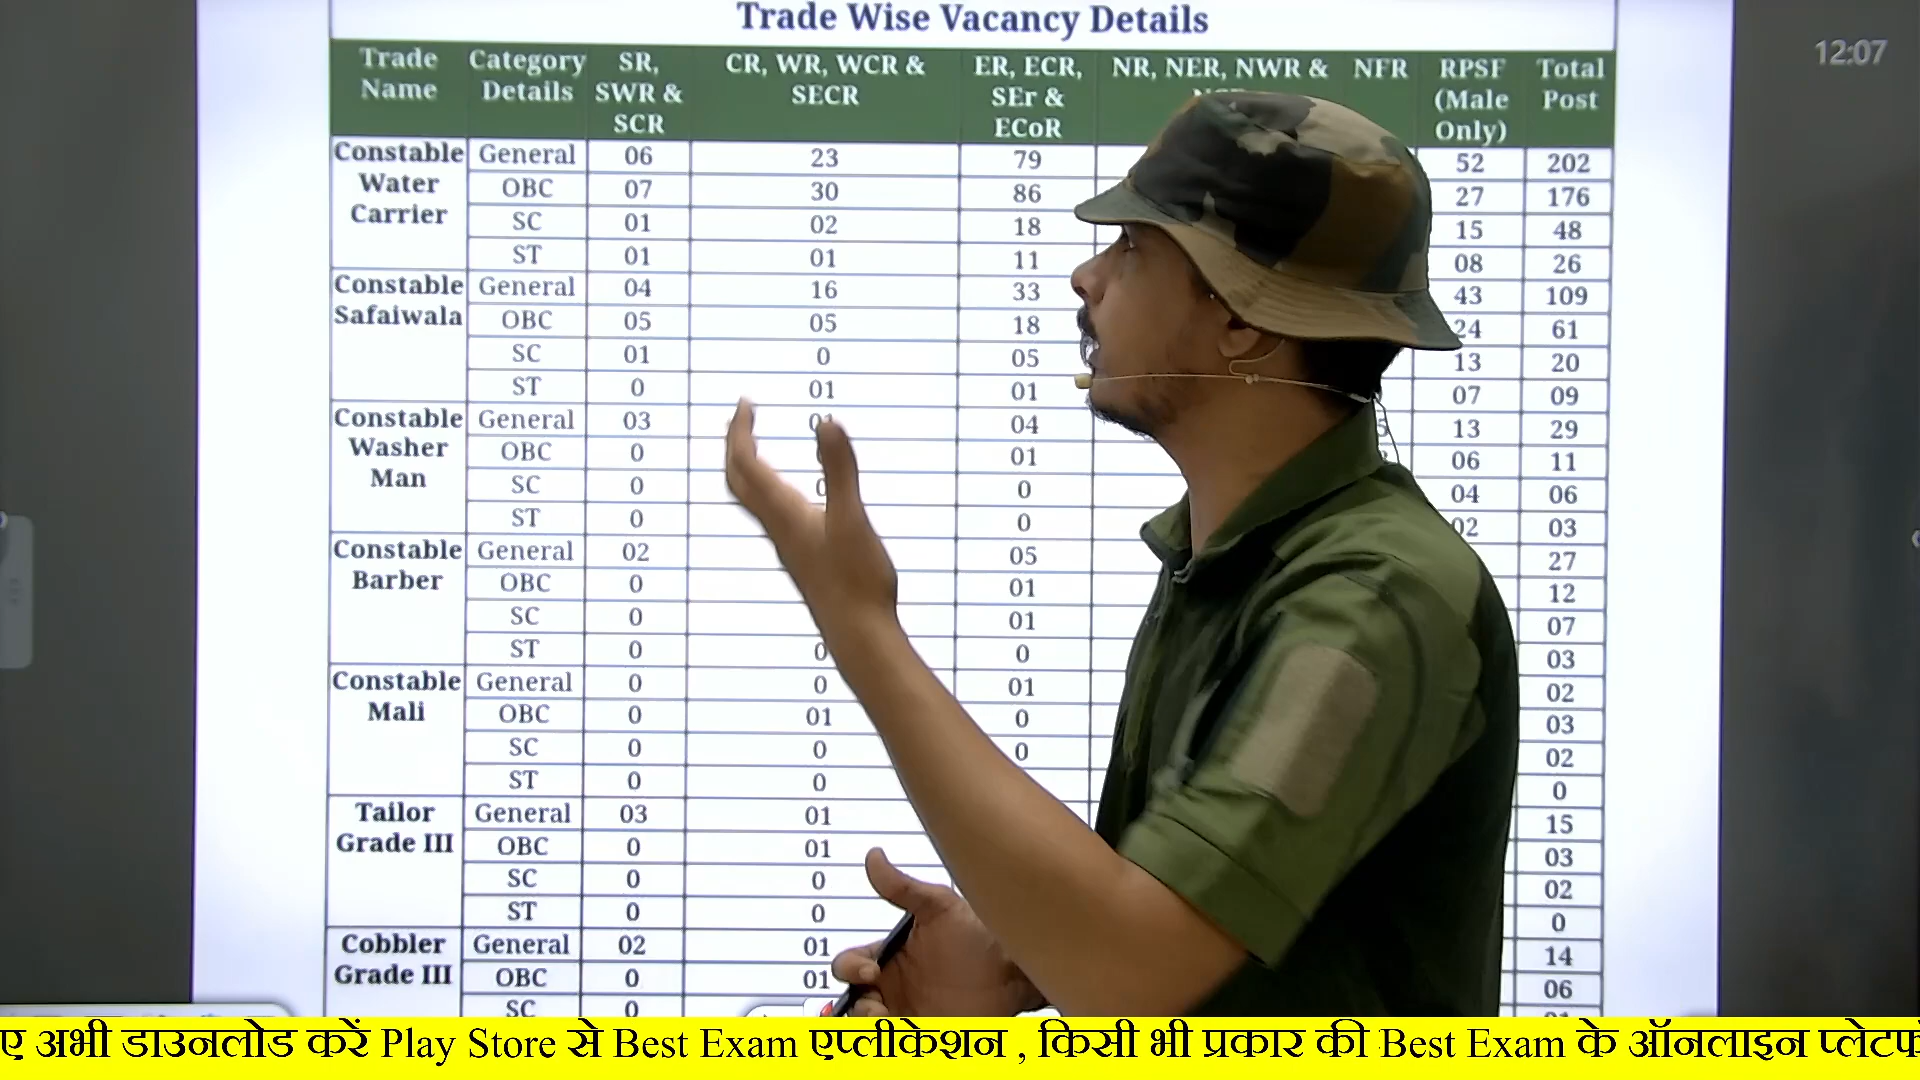 Trade Wise Vacancy Details
12:07
Trade Name Category Details SR, SWR & SCR CR, WR, WCR & SECR ER, ECR, SEr & ECoR NR, NER, NWR & NFR RPSF (Male Only) Total Post
Constable Water Carrier General 06 23 79 52 202
OBC 07 30 86 27 176
SC 01 02 18 15 48
ST 01 01 11 08 26
Constable Safaiwala General 04 16 33 43 109
OBC 05 05 18 24 61
SC 01 0 05 13 20
ST 0 01 01 07 09
Constable Washer Man General 03 04 13 29
OBC 0 01 06 11
SC 0 0 04 06
ST 0 0 02 03
Constable Barber General 02 05 27
OBC 0 01 12
SC 0 01 07
ST 0 0 0 03
Constable Mali General 0 0 01 02
OBC 0 01 0 03
SC 0 0 0 02
ST 0 0 0
Tailor Grade III General 03 01 15
OBC 0 01 03
SC 0 0 02
ST 0 0 0
Cobbler Grade III General 02 01 14
OBC 0 01 06
SC 0
ए अभी डाउनलोड करें Play Store से Best Exam एप्लीकेशन , किसी भी प्रकार की Best Exam के ऑनलाइन